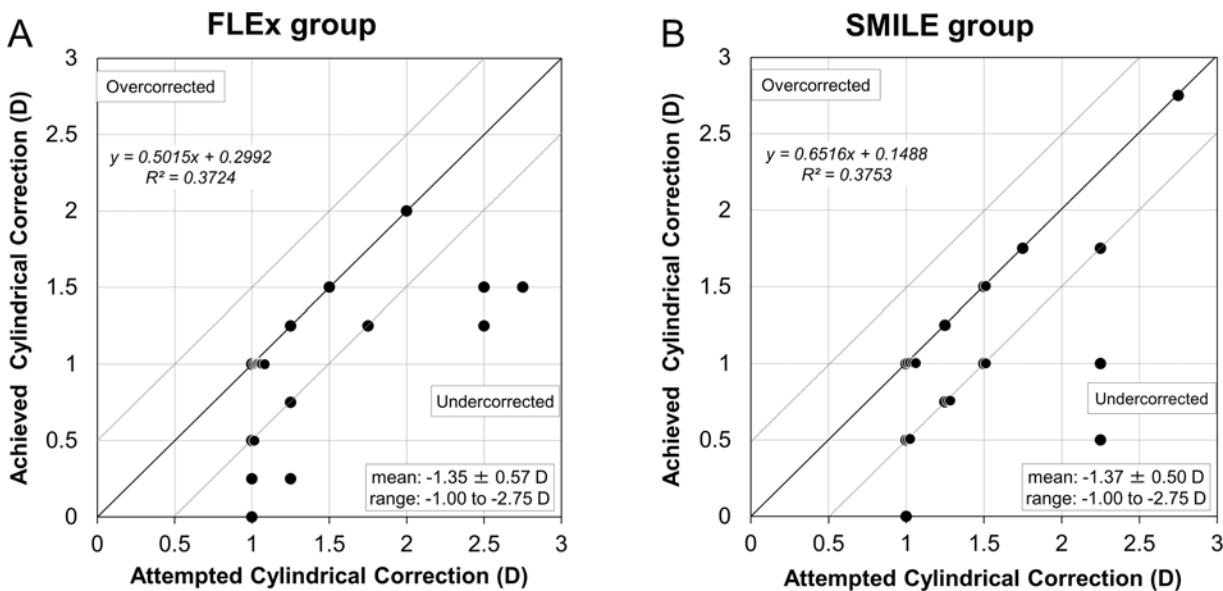 A
FLEx group
Achieved Cylindrical Correction (D)
3
2.5
2
1.5
1
0.5
0
Overcorrected
y = 0.5015x + 0.2992
R² = 0.3724
Undercorrected
mean: -1.35 ± 0.57 D
range: -1.00 to -2.75 D
0 0.5 1 1.5 2 2.5 3
Attempted Cylindrical Correction (D)
B
SMILE group
Achieved Cylindrical Correction (D)
3
2.5
2
1.5
1
0.5
0
Overcorrected
y = 0.6516x + 0.1488
R² = 0.3753
Undercorrected
mean: -1.37 ± 0.50 D
range: -1.00 to -2.75 D
0 0.5 1 1.5 2 2.5 3
Attempted Cylindrical Correction (D)